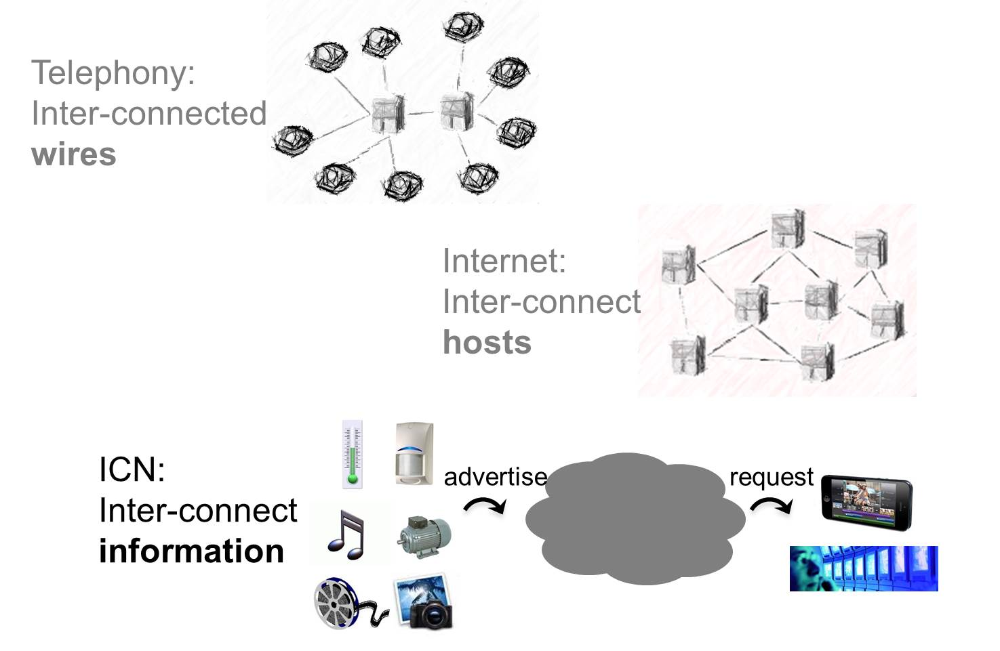 Telephony:
Inter-connected
wires
Internet:
Inter-connect
hosts
ICN:
Inter-connect
information
advertise
request